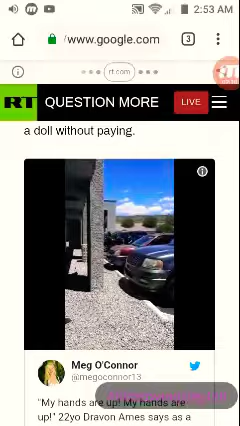 2:53 AM
www.google.com
3
rt.com
RT QUESTION MORE LIVE
a doll without paying.
Meg O'Connor
@megoconnor13
"My hands are up! My hands are
up!" 22yo Dravon Ames says as a